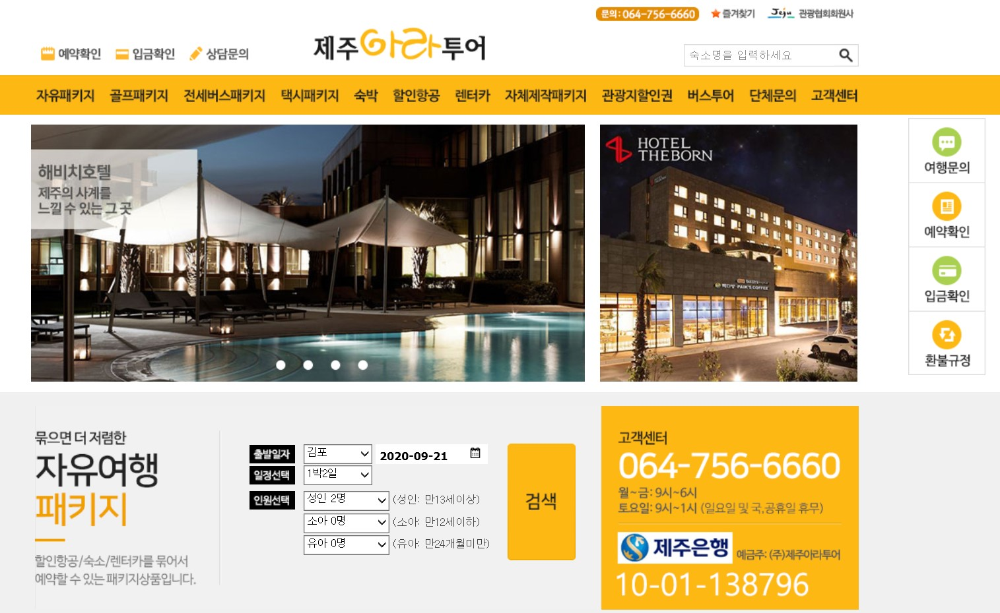 문의: 064-756-6660
즐겨찾기
Jeju 관광협회회원사
예약확인
입금확인
상담문의
제주아라투어
숙소명을 입력하세요
자유패키지 골프패키지 전세버스패키지 택시패키지 숙박 할인항공 렌터카 자체제작패키지 관광지할인권 버스투어 단체문의 고객센터
해비치호텔
제주의 사계를
느낄 수 있는 그 곳
HOTEL
THEBORN
HOTEL
빽다방 PAIK'S COFFEE
여행문의
예약확인
입금확인
환불규정
묶으면 더 저렴한
자유여행
패키지
할인항공/숙소/렌터카를 묶어서
예약할 수 있는 패키지상품입니다.
출발일자 김포 2020-09-21
일정선택 1박2일
인원선택 성인 2명 (성인: 만13세이상)
소아 0명 (소아: 만12세이하)
유아 0명 (유아: 만24개월미만)
검색
고객센터
064-756-6660
월~금: 9시~6시
토요일: 9시~1시 (일요일 및 국,공휴일 휴무)
제주은행 예금주: (주)제주아라투어
10-01-138796